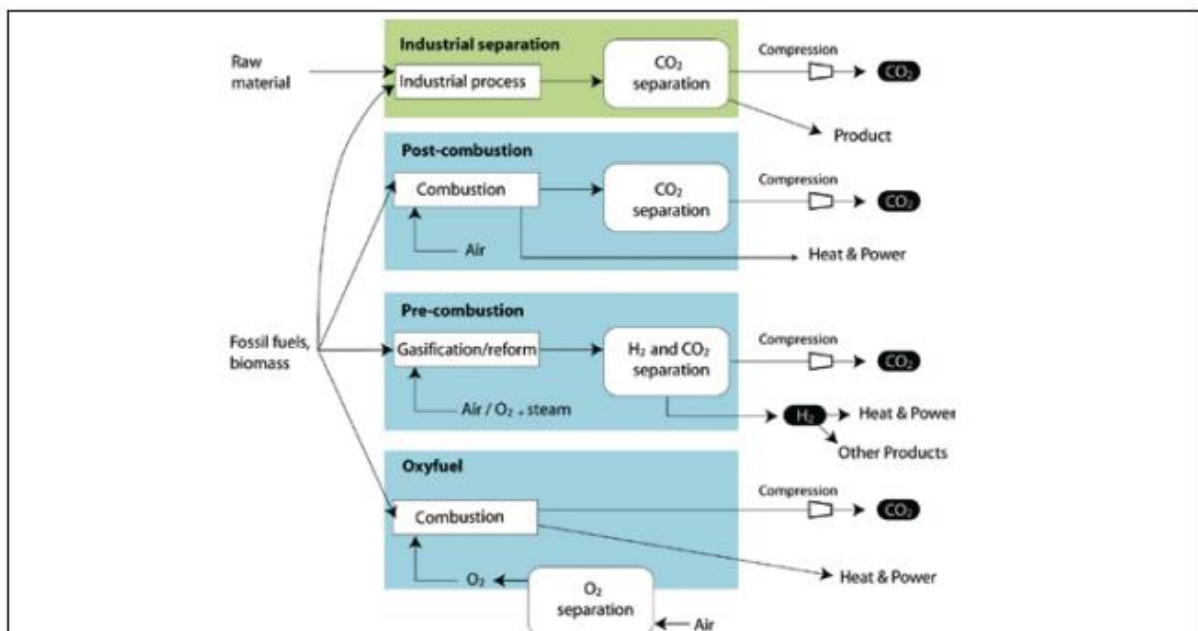 Industrial separation
Raw
material
Industrial process
CO₂
separation
Compression
CO₂
Product
Post-combustion
Combustion
CO₂
separation
Compression
CO₂
Air
Heat & Power
Pre-combustion
Fossil fuels,
biomass
Gasification/reform
H₂ and CO₂
separation
Compression
CO₂
Air / O₂ + steam
H₂
Heat & Power
Other Products
Oxyfuel
Combustion
Compression
CO₂
O₂
Heat & Power
O₂
separation
Air